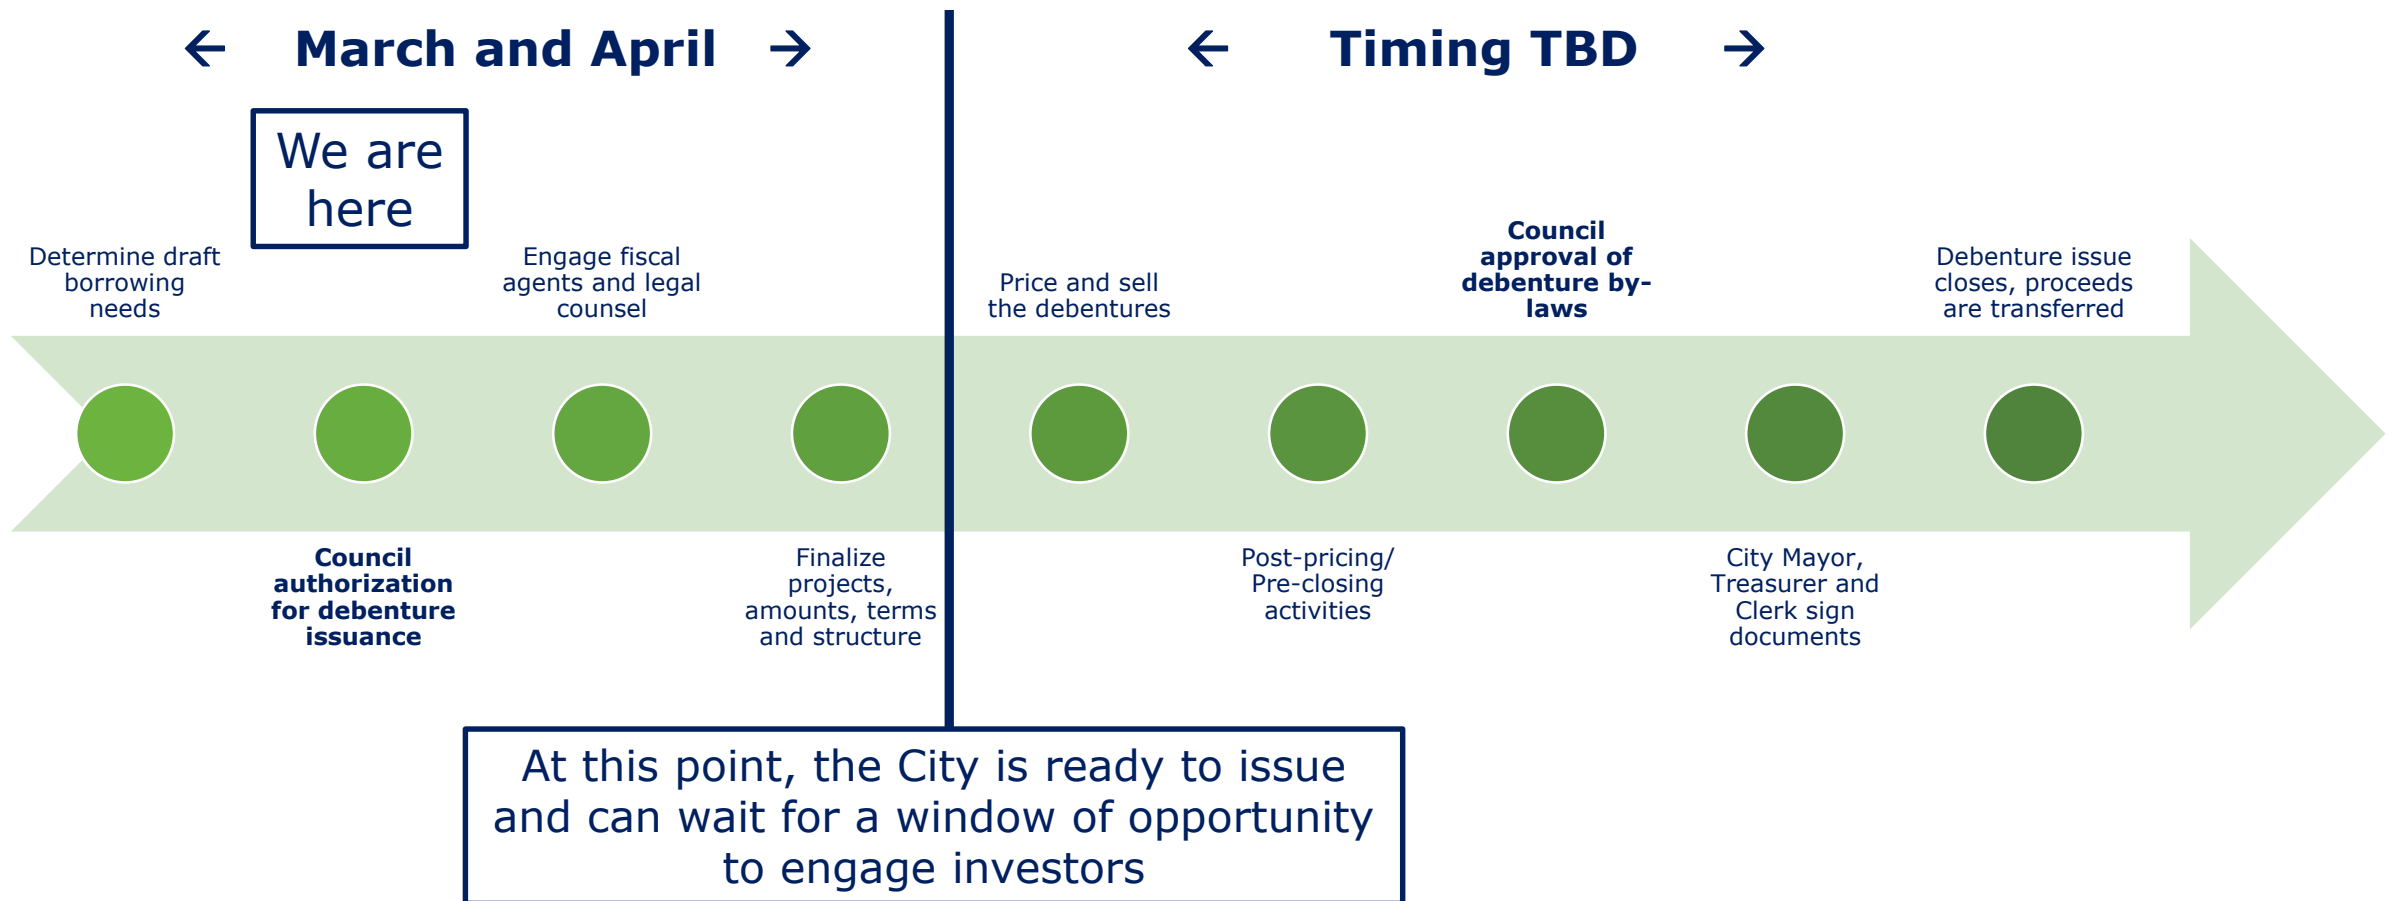 ← March and April →
← Timing TBD →
We are
here
Determine draft
borrowing
needs
Council
authorization
for debenture
issuance
Engage fiscal
agents and legal
counsel
Finalize
projects,
amounts, terms
and structure
Price and sell
the debentures
Post-pricing/
Pre-closing
activities
Council
approval of
debenture by-
laws
City Mayor,
Treasurer and
Clerk sign
documents
Debenture issue
closes, proceeds
are transferred
At this point, the City is ready to issue
and can wait for a window of opportunity
to engage investors